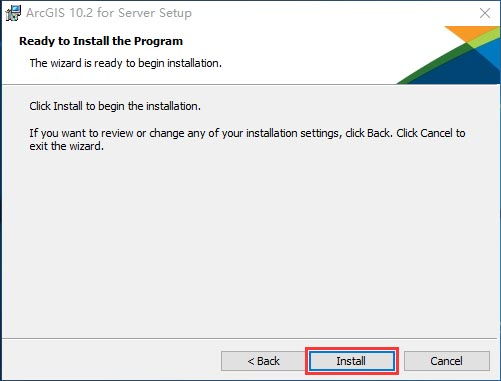 ArcGIS 10.2 for Server Setup
Ready to Install the Program
The wizard is ready to begin installation.
Click Install to begin the installation.
If you want to review or change any of your installation settings, click Back. Click Cancel to
exit the wizard.
< Back
Install
Cancel